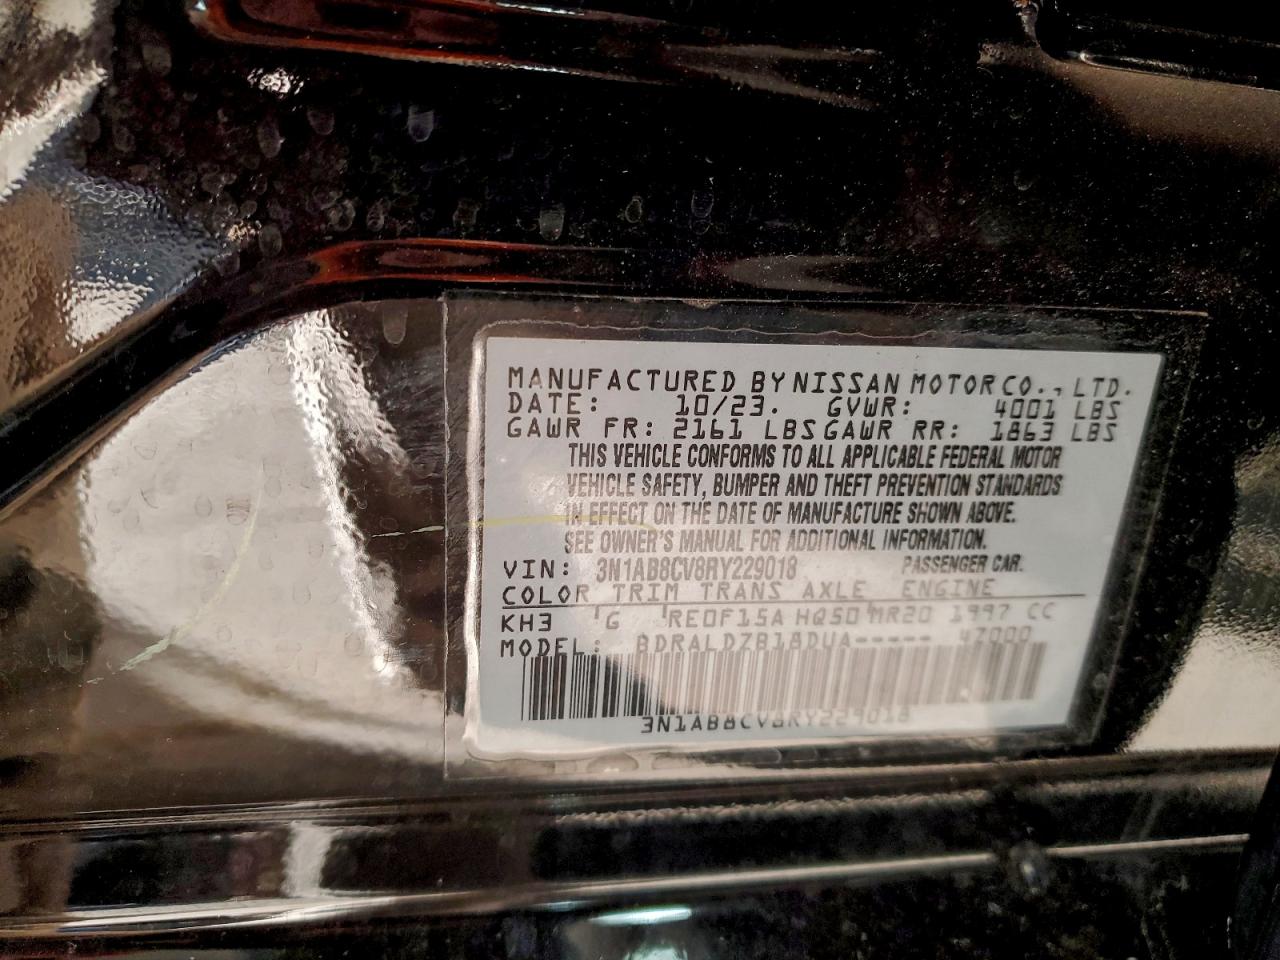 MANUFACTURED BY NISSAN MOTOR CO., LTD.
DATE: 10/23. GVWR: 4001 LBS
GAWR FR: 2161 LBS GAWR RR: 1863 LBS
THIS VEHICLE CONFORMS TO ALL APPLICABLE FEDERAL MOTOR
VEHICLE SAFETY, BUMPER AND THEFT PREVENTION STANDARDS
IN EFFECT ON THE DATE OF MANUFACTURE SHOWN ABOVE.
SEE OWNER'S MANUAL FOR ADDITIONAL INFORMATION.
VIN: 3N1AB8CV8RY229018 PASSENGER CAR.
COLOR TRIM TRANS AXLE ENGINE
KH3 G RE0F15A HQ50 MR20 1997 CC
MODEL: BDRALDZB18DUA----- 4Z000
3N1AB8CV8RY229018